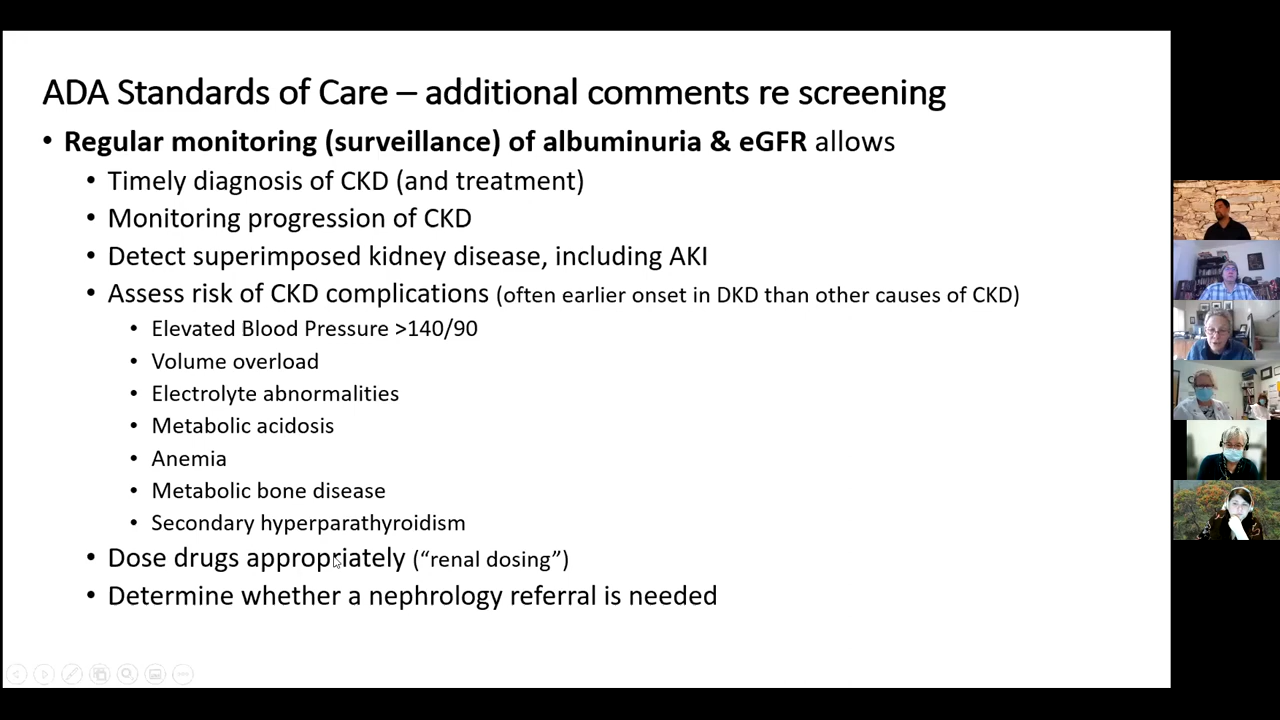 ADA Standards of Care – additional comments re screening
• Regular monitoring (surveillance) of albuminuria & eGFR allows
• Timely diagnosis of CKD (and treatment)
• Monitoring progression of CKD
• Detect superimposed kidney disease, including AKI
• Assess risk of CKD complications (often earlier onset in DKD than other causes of CKD)
• Elevated Blood Pressure >140/90
• Volume overload
• Electrolyte abnormalities
• Metabolic acidosis
• Anemia
• Metabolic bone disease
• Secondary hyperparathyroidism
• Dose drugs appropriately (“renal dosing”)
• Determine whether a nephrology referral is needed